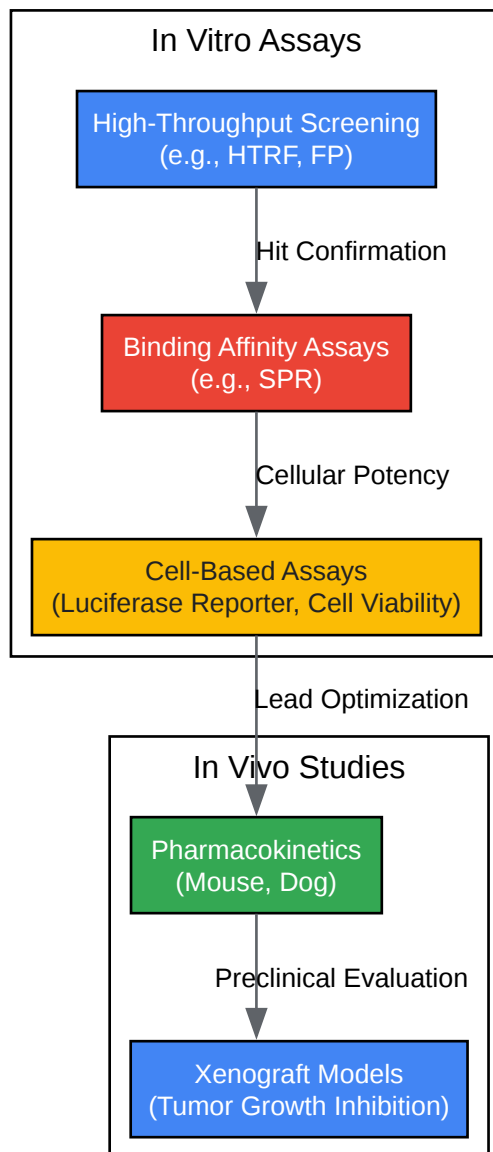 In Vitro Assays
High-Throughput Screening
(e.g., HTRF, FP)
Hit Confirmation
Binding Affinity Assays
(e.g., SPR)
Cellular Potency
Cell-Based Assays
(Luciferase Reporter, Cell Viability)
Lead Optimization
In Vivo Studies
Pharmacokinetics
(Mouse, Dog)
Preclinical Evaluation
Xenograft Models
(Tumor Growth Inhibition)